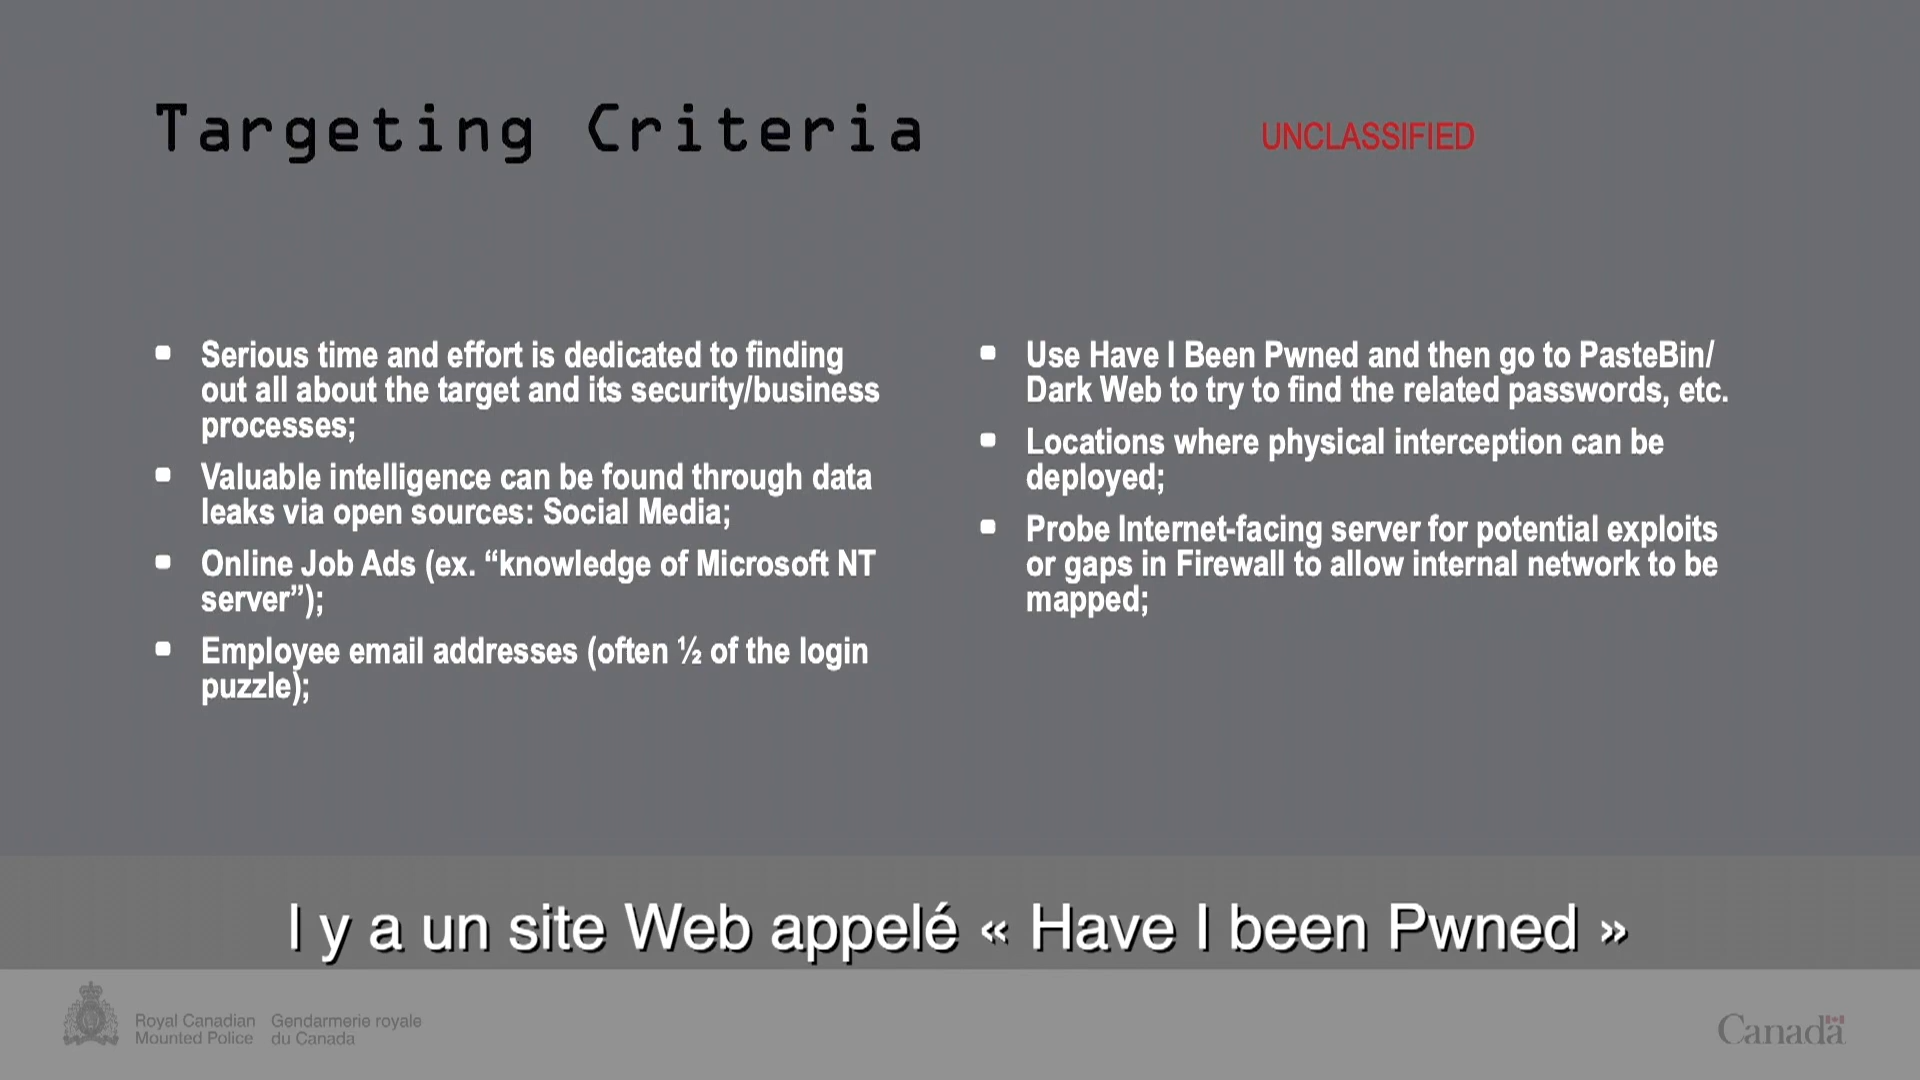 Targeting Criteria
UNCLASSIFIED
▪ Serious time and effort is dedicated to finding
out all about the target and its security/business
processes;
▪ Valuable intelligence can be found through data
leaks via open sources: Social Media;
▪ Online Job Ads (ex. “knowledge of Microsoft NT
server”);
▪ Employee email addresses (often ½ of the login
puzzle);
▪ Use Have I Been Pwned and then go to PasteBin/
Dark Web to try to find the related passwords, etc.
▪ Locations where physical interception can be
deployed;
▪ Probe Internet-facing server for potential exploits
or gaps in Firewall to allow internal network to be
mapped;
I y a un site Web appelé « Have I been Pwned »
Royal Canadian
Mounted Police
Gendarmerie royale
du Canada
Canada